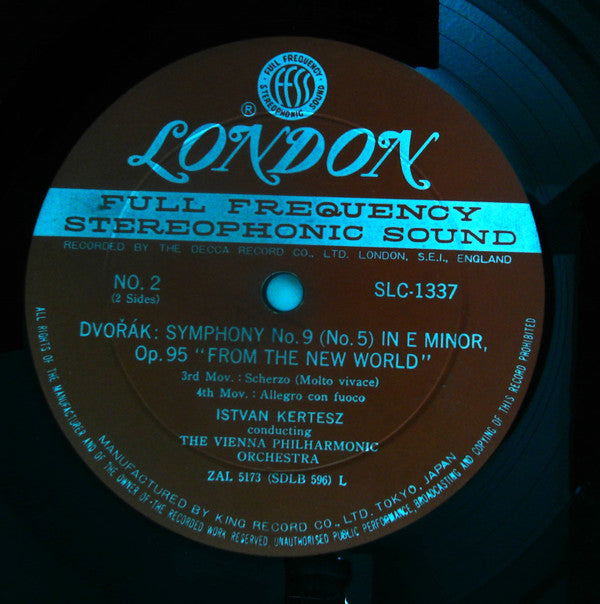 FULL FREQUENCY
ffss
STEREOPHONIC SOUND
®
LONDON
FULL FREQUENCY
STEREOPHONIC SOUND
RECORDED BY THE DECCA RECORD CO., LTD. LONDON, S.E.I., ENGLAND
NO. 2
(2 Sides)
SLC-1337
DVOŘÁK: SYMPHONY No. 9 (No. 5) IN E MINOR,
Op. 95 "FROM THE NEW WORLD"
3rd Mov. : Scherzo (Molto vivace)
4th Mov. : Allegro con fuoco
ISTVAN KERTESZ
conducting
THE VIENNA PHILHARMONIC
ORCHESTRA
ZAL 5173 (SDLB 596) L
MANUFACTURED BY KING RECORD CO., LTD. TOKYO, JAPAN
ALL RIGHTS OF THE MANUFACTURER AND OF THE OWNER OF THE RECORDED WORK RESERVED, UNAUTHORISED PUBLIC PERFORMANCE, BROADCASTING AND COPYING OF THIS RECORD PROHIBITED